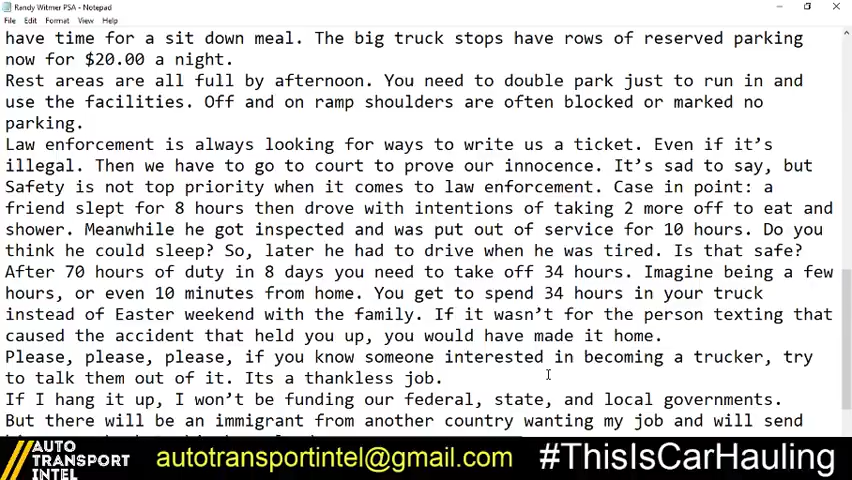 Randy Witmer PSA - Notepad
File Edit Format View Help
have time for a sit down meal. The big truck stops have rows of reserved parking
now for $20.00 a night.
Rest areas are all full by afternoon. You need to double park just to run in and
use the facilities. Off and on ramp shoulders are often blocked or marked no
parking.
Law enforcement is always looking for ways to write us a ticket. Even if it’s
illegal. Then we have to go to court to prove our innocence. It’s sad to say, but
Safety is not top priority when it comes to law enforcement. Case in point: a
friend slept for 8 hours then drove with intentions of taking 2 more off to eat and
shower. Meanwhile he got inspected and was put out of service for 10 hours. Do you
think he could sleep? So, later he had to drive when he was tired. Is that safe?
After 70 hours of duty in 8 days you need to take off 34 hours. Imagine being a few
hours, or even 10 minutes from home. You get to spend 34 hours in your truck
instead of Easter weekend with the family. If it wasn’t for the person texting that
caused the accident that held you up, you would have made it home.
Please, please, please, if you know someone interested in becoming a trucker, try
to talk them out of it. Its a thankless job.
If I hang it up, I won’t be funding our federal, state, and local governments.
But there will be an immigrant from another country wanting my job and will send
AUTO
TRANSPORT
INTEL
autotransportintel@gmail.com
#ThisIsCarHauling